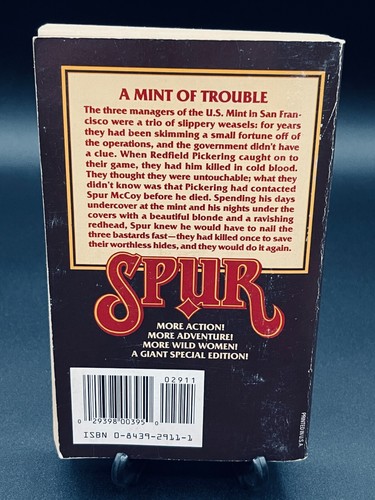 A MINT OF TROUBLE
The three managers of the U.S. Mint in San Fran-
cisco were a trio of slippery weasels: for years
they had been skimming a small fortune off of
the operations, and the government didn't have
a clue. When Redfield Pickering caught on to
their game, they had him killed in cold blood.
They thought they were untouchable; what they
didn't know was that Pickering had contacted
Spur McCoy before he died. Spending his days
undercover at the mint and his nights under the
covers with a beautiful blonde and a ravishing
redhead, Spur knew he would have to nail the
three bastards fast—they had killed once to save
their worthless hides, and they would do it again.
SPUR
MORE ACTION!
MORE ADVENTURE!
MORE WILD WOMEN!
A GIANT SPECIAL EDITION!
02911
0 29398 00395 0
ISBN 0-8439-2911-1
PRINTED IN U.S.A.